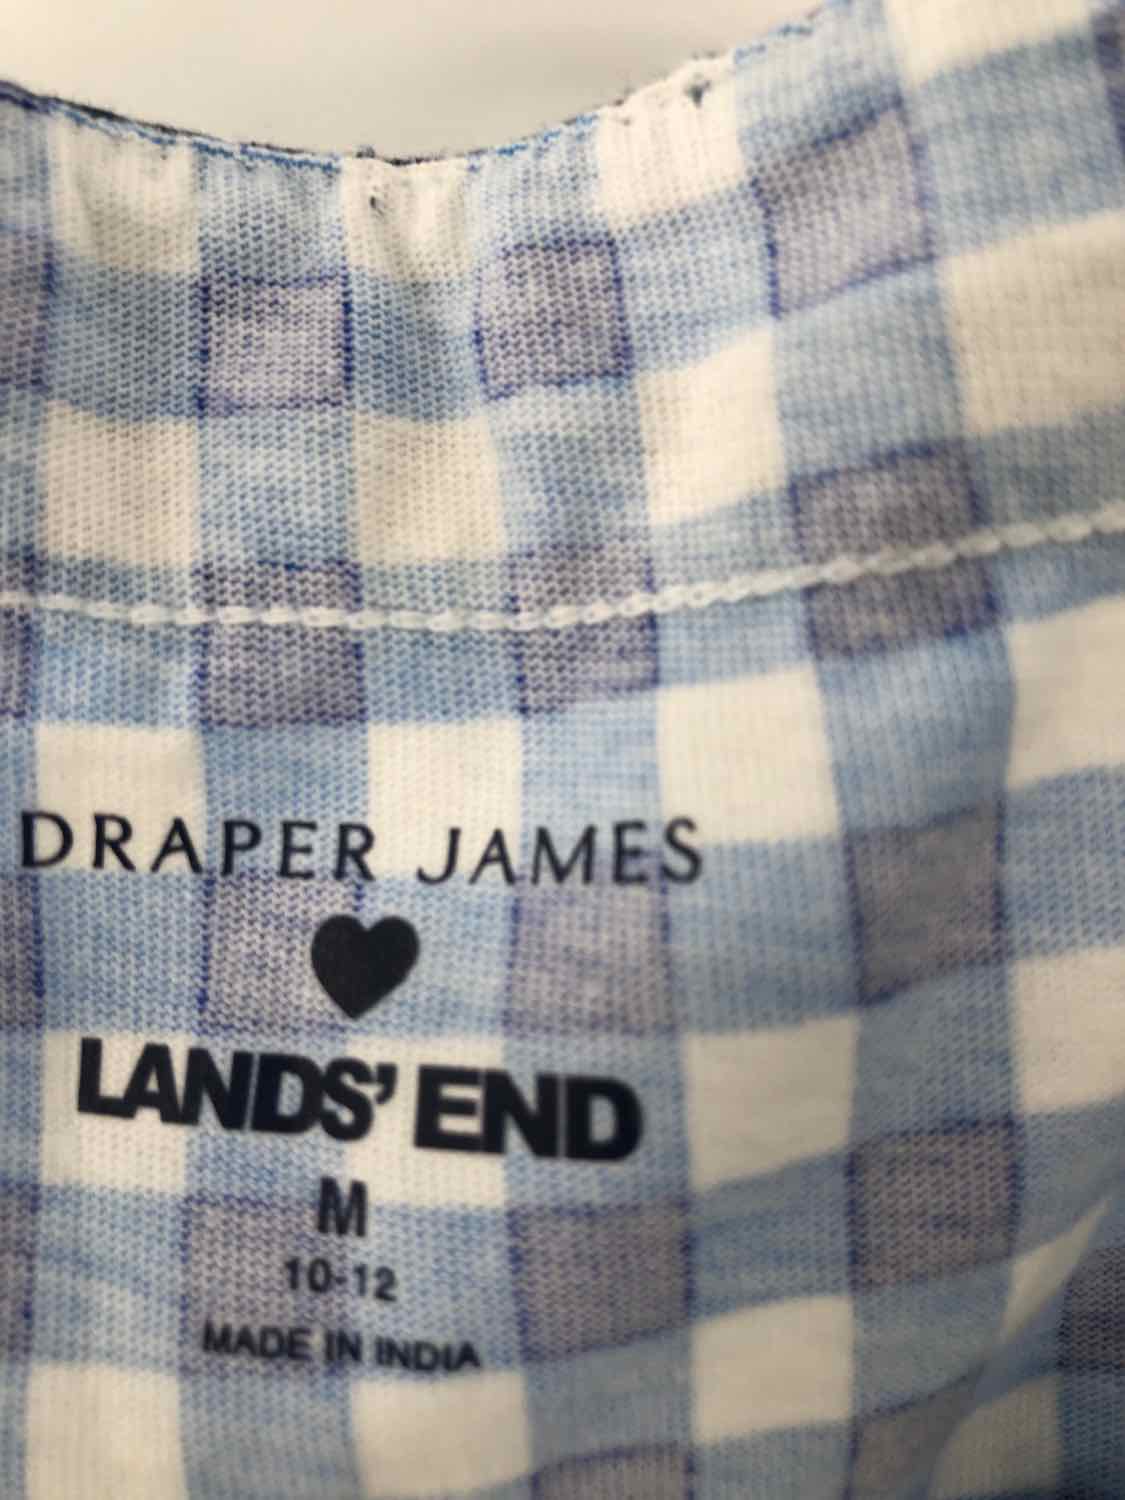 DRAPER JAMES
LANDS' END
M
10-12
MADE IN INDIA